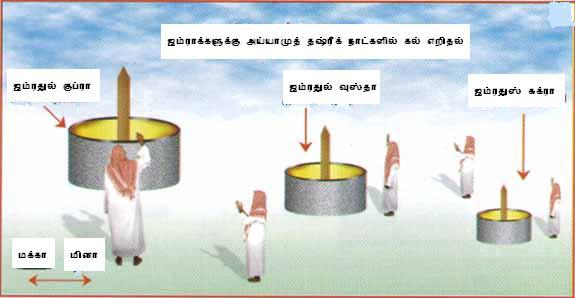 ஜம்ராக்களுக்கு அய்யாமுத் தஷ்ரீக் நாட்களில் கல் எறிதல்
ஜம்ரதுல் குப்ரா
ஜம்ரதுல் வுஸ்தா
ஜம்ரதுஸ் சுக்ரா
மக்கா
மினா